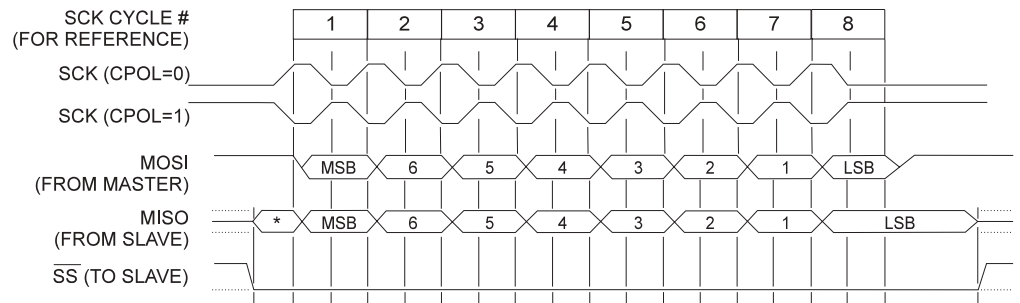 SCK CYCLE # 1 2 3 4 5 6 7 8
(FOR REFERENCE)
SCK (CPOL=0)
SCK (CPOL=1)
MOSI MSB 6 5 4 3 2 1 LSB
(FROM MASTER)
MISO * MSB 6 5 4 3 2 1 LSB
(FROM SLAVE)
SS (TO SLAVE)